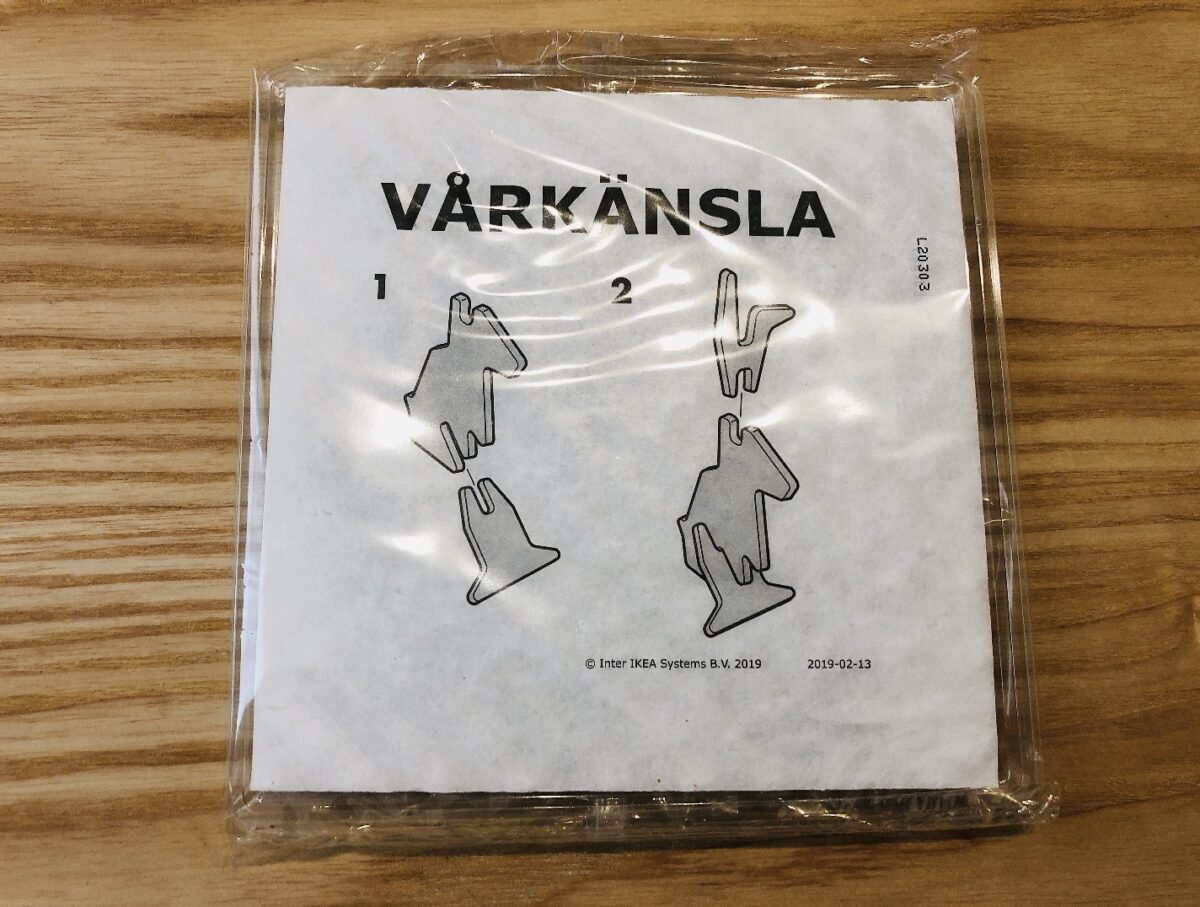 VÅRKÄNSLA
1
2
L20303
© Inter IKEA Systems B.V. 2019
2019-02-13